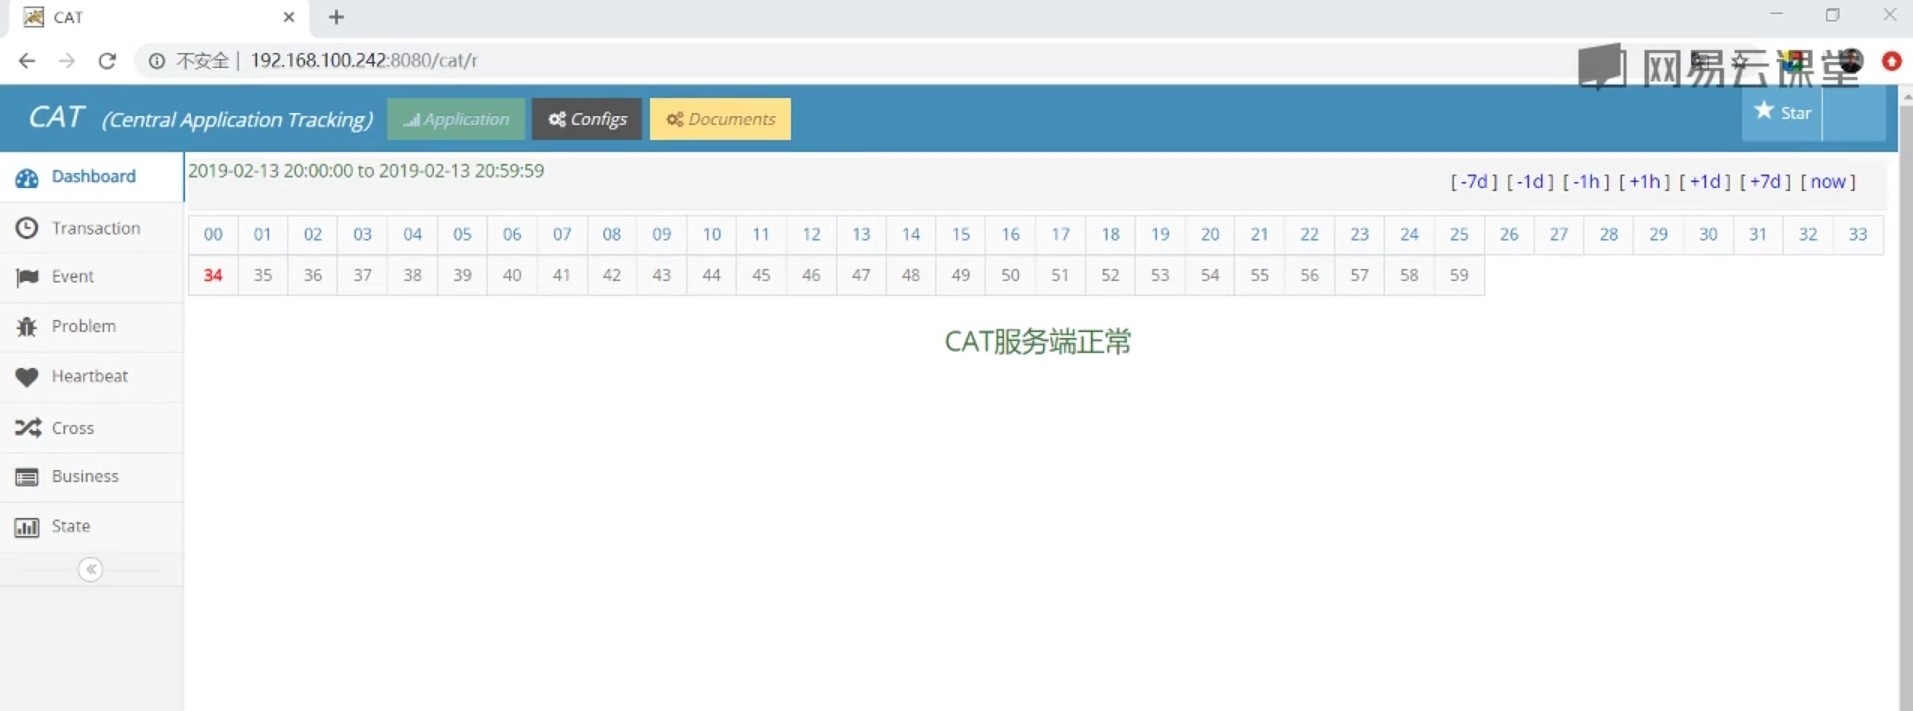 CAT
不安全 | 192.168.100.242:8080/cat/r
网易云课堂
CAT (Central Application Tracking) Application Configs Documents Star
Dashboard
Transaction
Event
Problem
Heartbeat
Cross
Business
State
2019-02-13 20:00:00 to 2019-02-13 20:59:59
[ -7d ] [ -1d ] [ -1h ] [ +1h ] [ +1d ] [ +7d ] [ now ]
00 01 02 03 04 05 06 07 08 09 10 11 12 13 14 15 16 17 18 19 20 21 22 23 24 25 26 27 28 29 30 31 32 33
34 35 36 37 38 39 40 41 42 43 44 45 46 47 48 49 50 51 52 53 54 55 56 57 58 59
CAT服务端正常